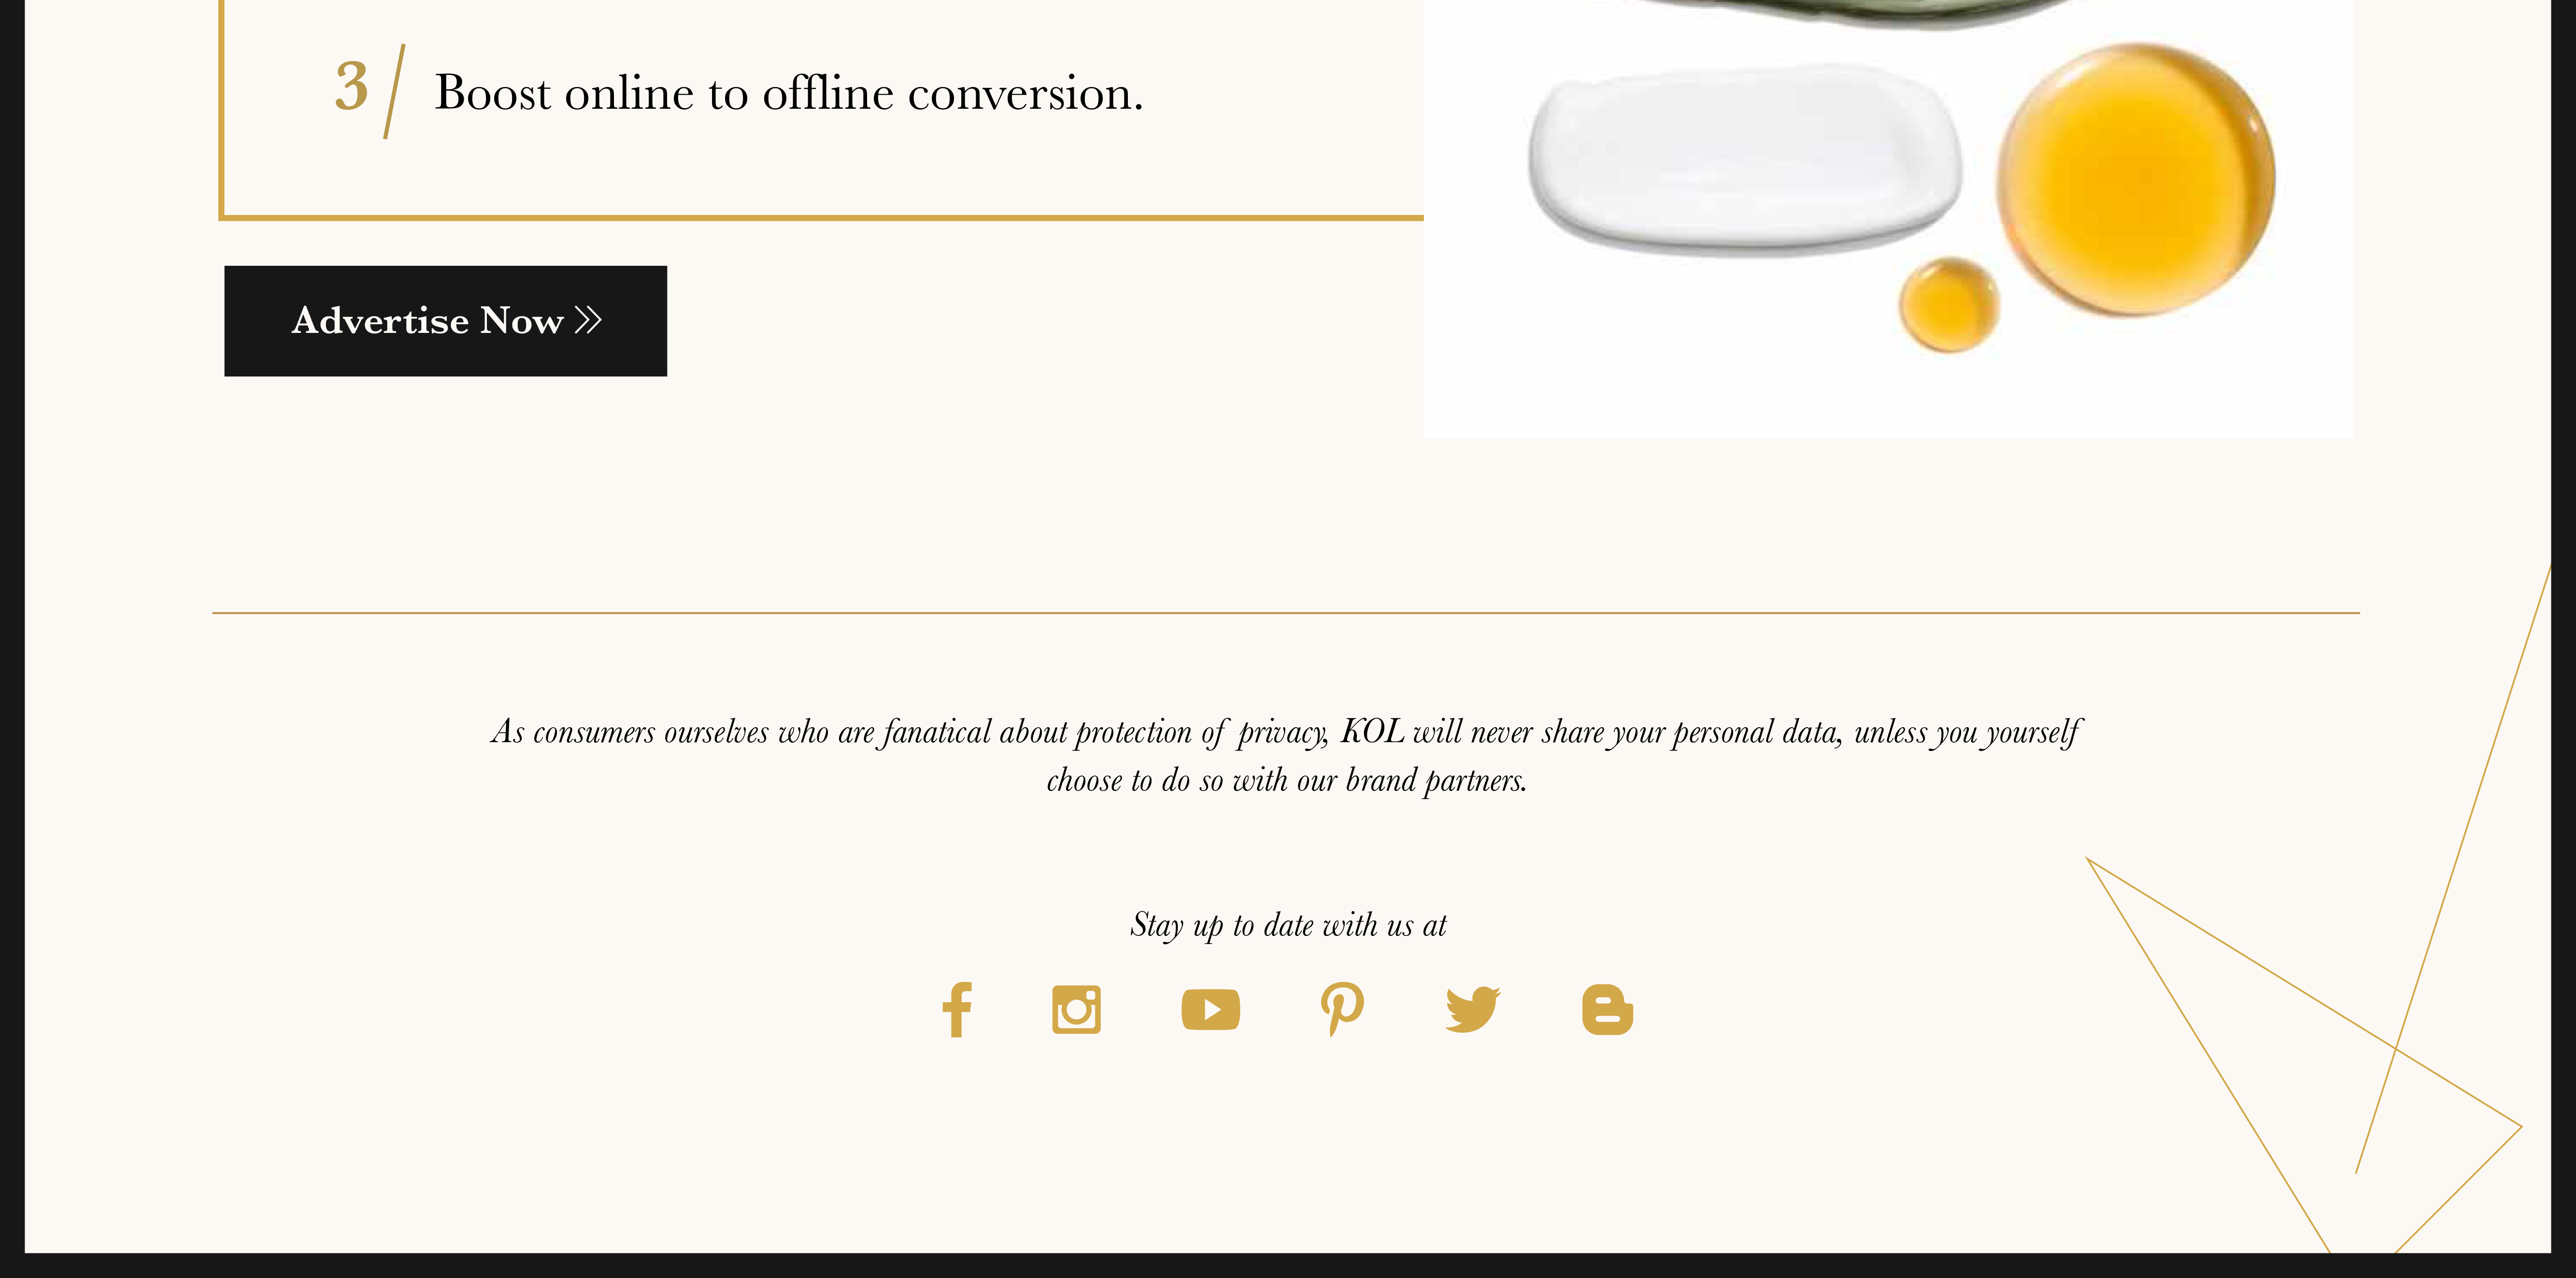 3/ Boost online to offline conversion.
Advertise Now »
As consumers ourselves who are fanatical about protection of privacy, KOL will never share your personal data, unless you yourself
choose to do so with our brand partners.
Stay up to date with us at